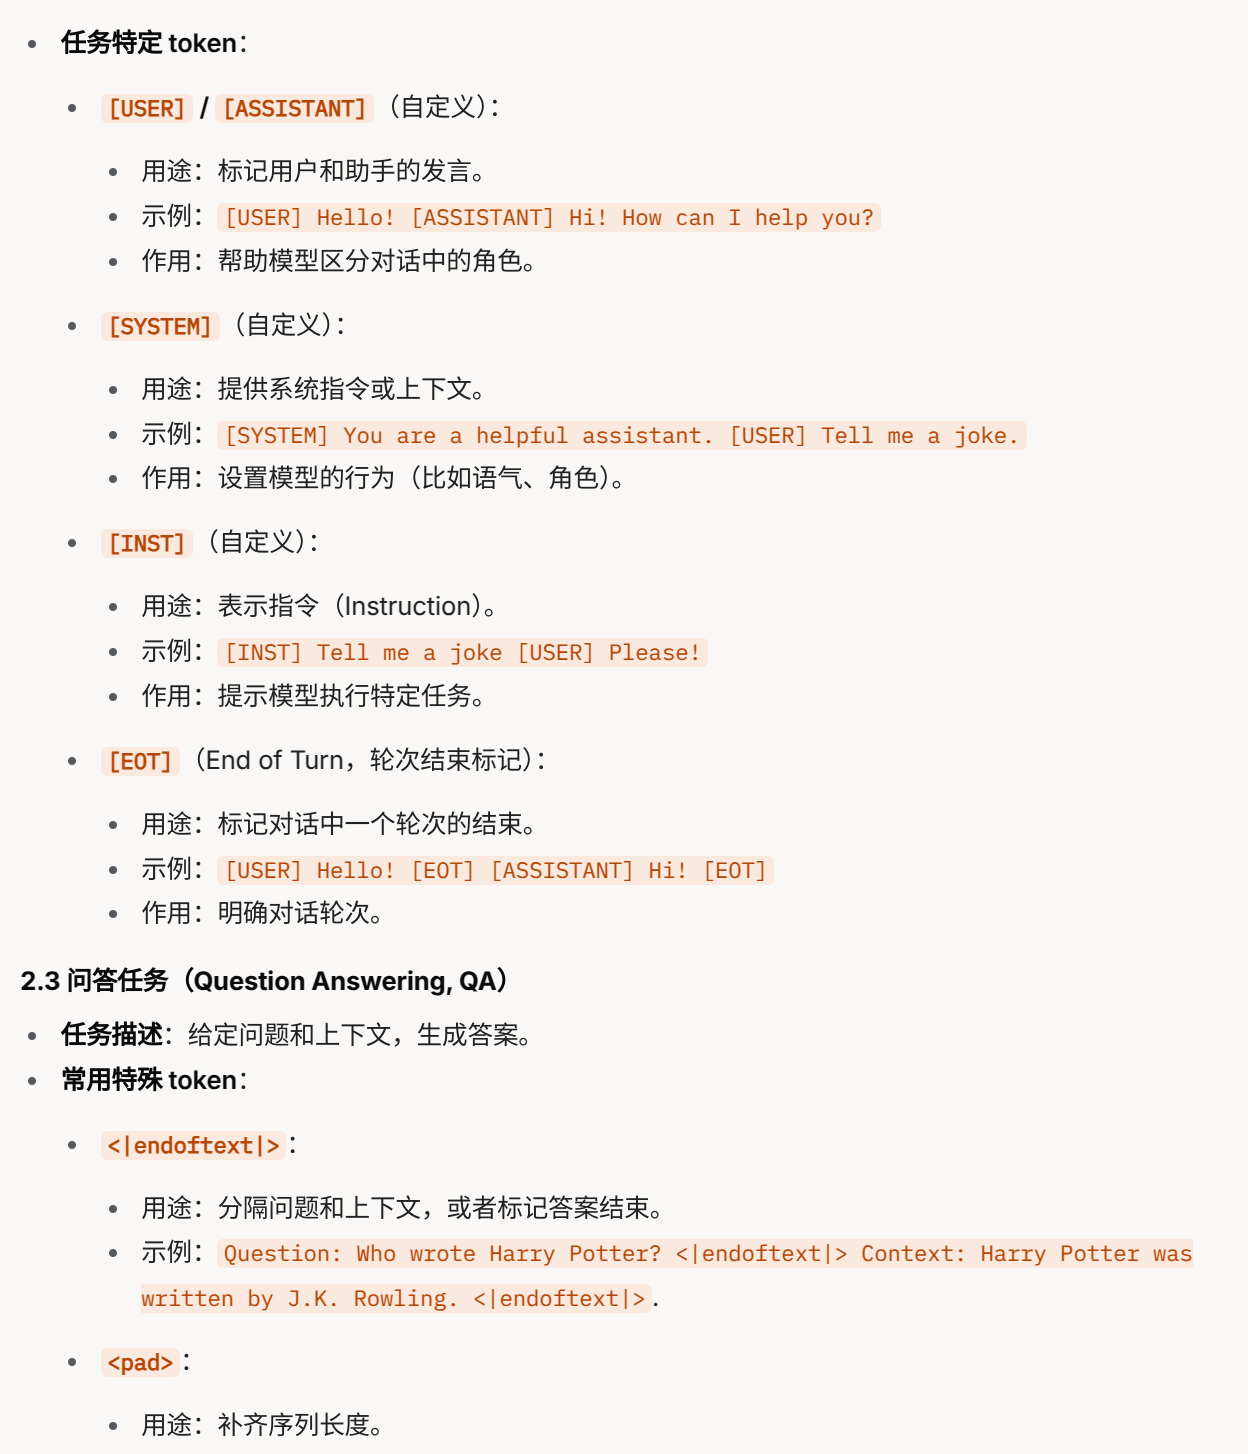 任务特定 token：
[USER] / [ASSISTANT]（自定义）：
用途：标记用户和助手的发言。
示例：[USER] Hello! [ASSISTANT] Hi! How can I help you?
作用：帮助模型区分对话中的角色。
[SYSTEM]（自定义）：
用途：提供系统指令或上下文。
示例：[SYSTEM] You are a helpful assistant. [USER] Tell me a joke.
作用：设置模型的行为（比如语气、角色）。
[INST]（自定义）：
用途：表示指令（Instruction）。
示例：[INST] Tell me a joke [USER] Please!
作用：提示模型执行特定任务。
[EOT]（End of Turn，轮次结束标记）：
用途：标记对话中一个轮次的结束。
示例：[USER] Hello! [EOT] [ASSISTANT] Hi! [EOT]
作用：明确对话轮次。
2.3 问答任务（Question Answering, QA）
任务描述：给定问题和上下文，生成答案。
常用特殊 token：
<|endoftext|>：
用途：分隔问题和上下文，或者标记答案结束。
示例：Question: Who wrote Harry Potter? <|endoftext|> Context: Harry Potter was
written by J.K. Rowling. <|endoftext|>.
<pad>：
用途：补齐序列长度。